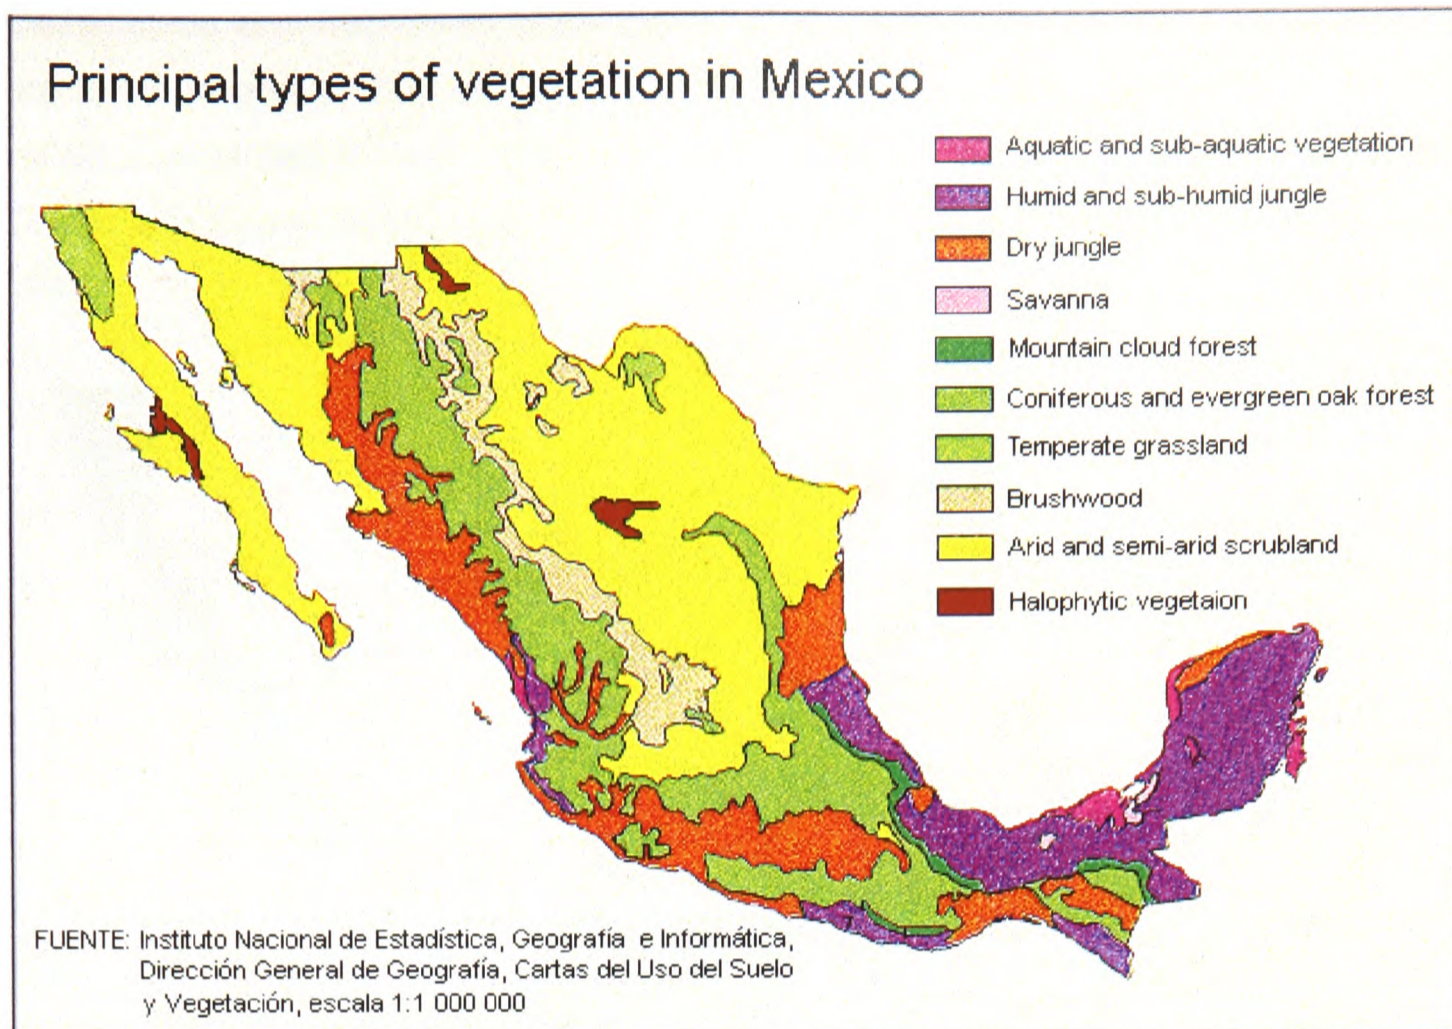 Principal types of vegetation in Mexico
Aquatic and sub-aquatic vegetation
Humid and sub-humid jungle
Dry jungle
Savanna
Mountain cloud forest
Coniferous and evergreen oak forest
Temperate grassland
Brushwood
Arid and semi-arid scrubland
Halophytic vegetaion
FUENTE: Instituto Nacional de Estadística, Geografía e Informática,
Dirección General de Geografía, Cartas del Uso del Suelo
y Vegetación, escala 1:1 000 000